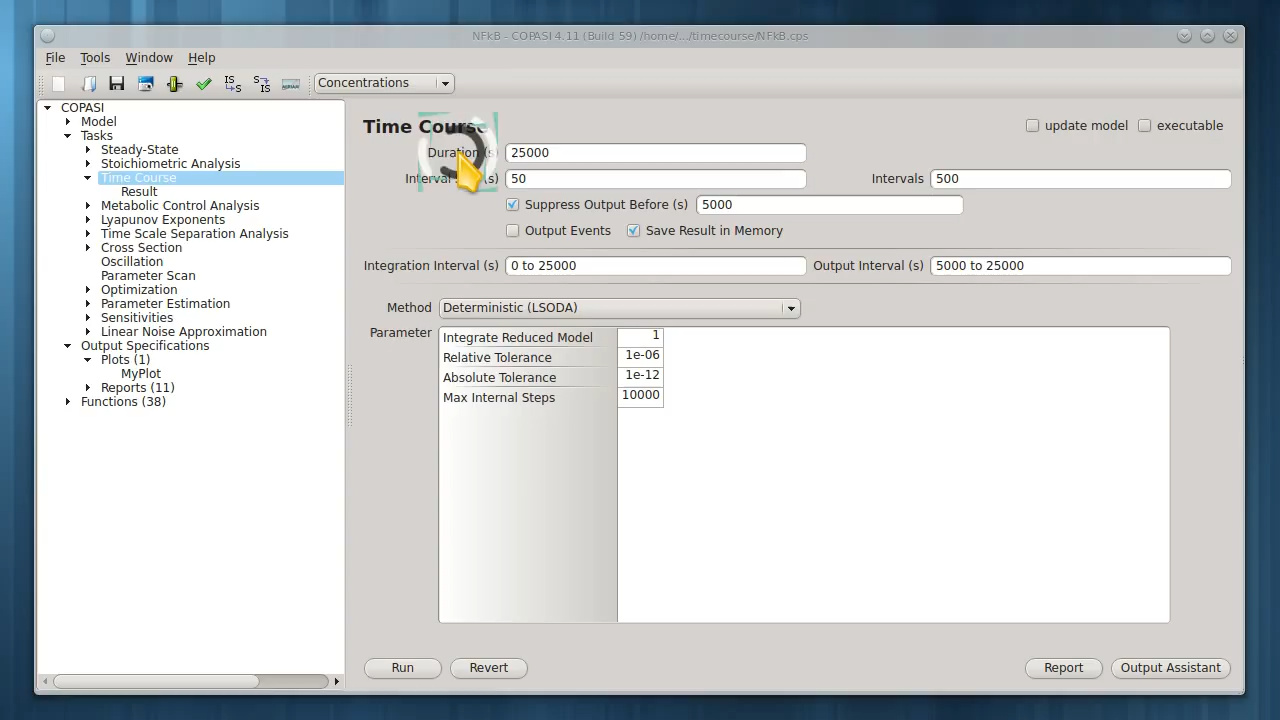 NFkB - COPASI 4.11 (Build 59) /home/.../timecourse/NFkB.cps
File Tools Window Help
Concentrations
COPASI
Model
Tasks
Steady-State
Stoichiometric Analysis
Time Course
Result
Metabolic Control Analysis
Lyapunov Exponents
Time Scale Separation Analysis
Cross Section
Oscillation
Parameter Scan
Optimization
Parameter Estimation
Sensitivities
Linear Noise Approximation
Output Specifications
Plots (1)
MyPlot
Reports (11)
Functions (38)
Time Course
update model executable
Duration (s) 25000
(s) 50 Intervals 500
Suppress Output Before (s) 5000
Output Events Save Result in Memory
Integration Interval (s) 0 to 25000 Output Interval (s) 5000 to 25000
Method Deterministic (LSODA)
Parameter
Integrate Reduced Model 1
Relative Tolerance 1e-06
Absolute Tolerance 1e-12
Max Internal Steps 10000
Run Revert Report Output Assistant